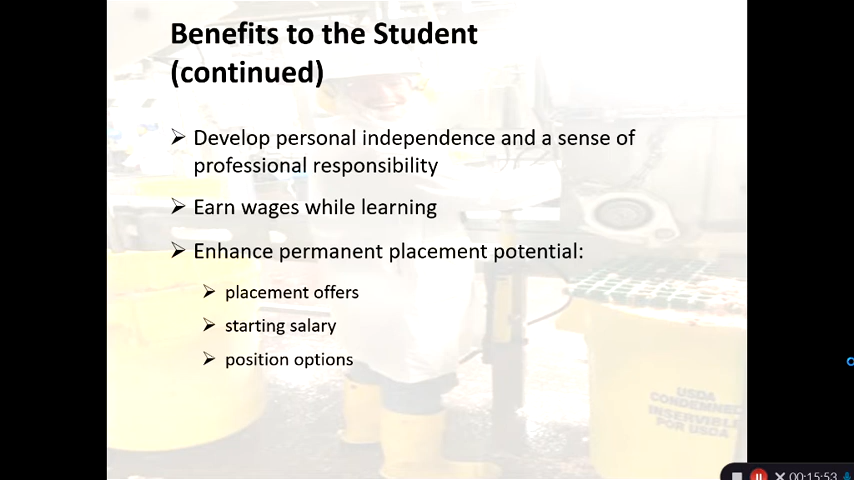 Benefits to the Student
(continued)
➢ Develop personal independence and a sense of
professional responsibility
➢ Earn wages while learning
➢ Enhance permanent placement potential:
➢ placement offers
➢ starting salary
➢ position options
USDA
CONDEMNED
INSERVIBLE
POR USDA
00:15:53